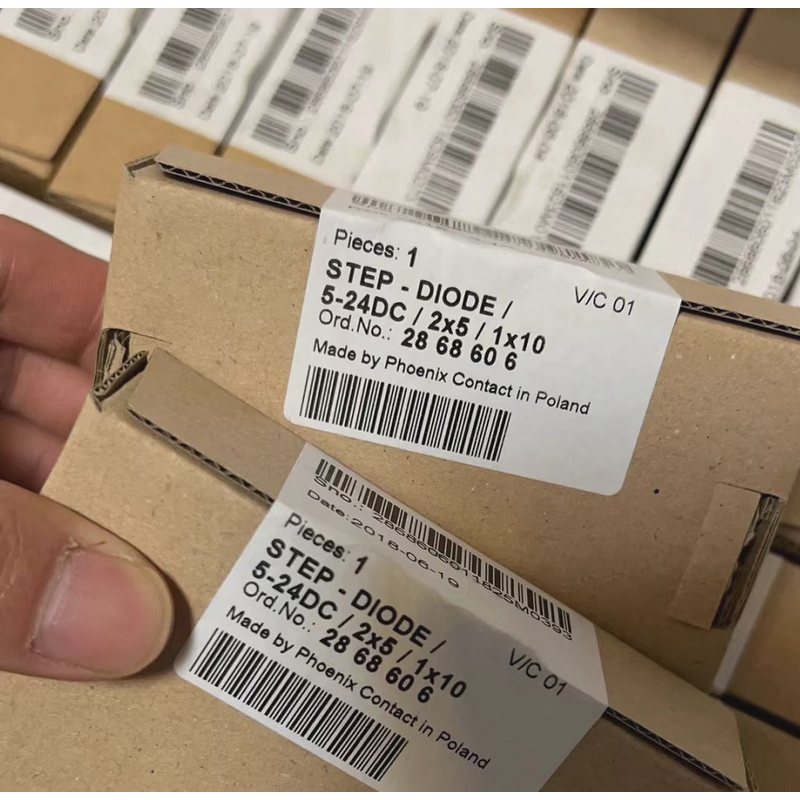 Pieces: 1
STEP - DIODE /
5-24DC / 2x5 / 1x10
V/C 01
Ord.No.: 28 68 60 6
Made by Phoenix Contact in Poland
Sno.: 2868606011825M0393
Date: 2018-06-19
Pieces: 1
STEP - DIODE /
5-24DC / 2x5 / 1x10
V/C 01
Ord.No.: 28 68 60 6
Made by Phoenix Contact in Poland